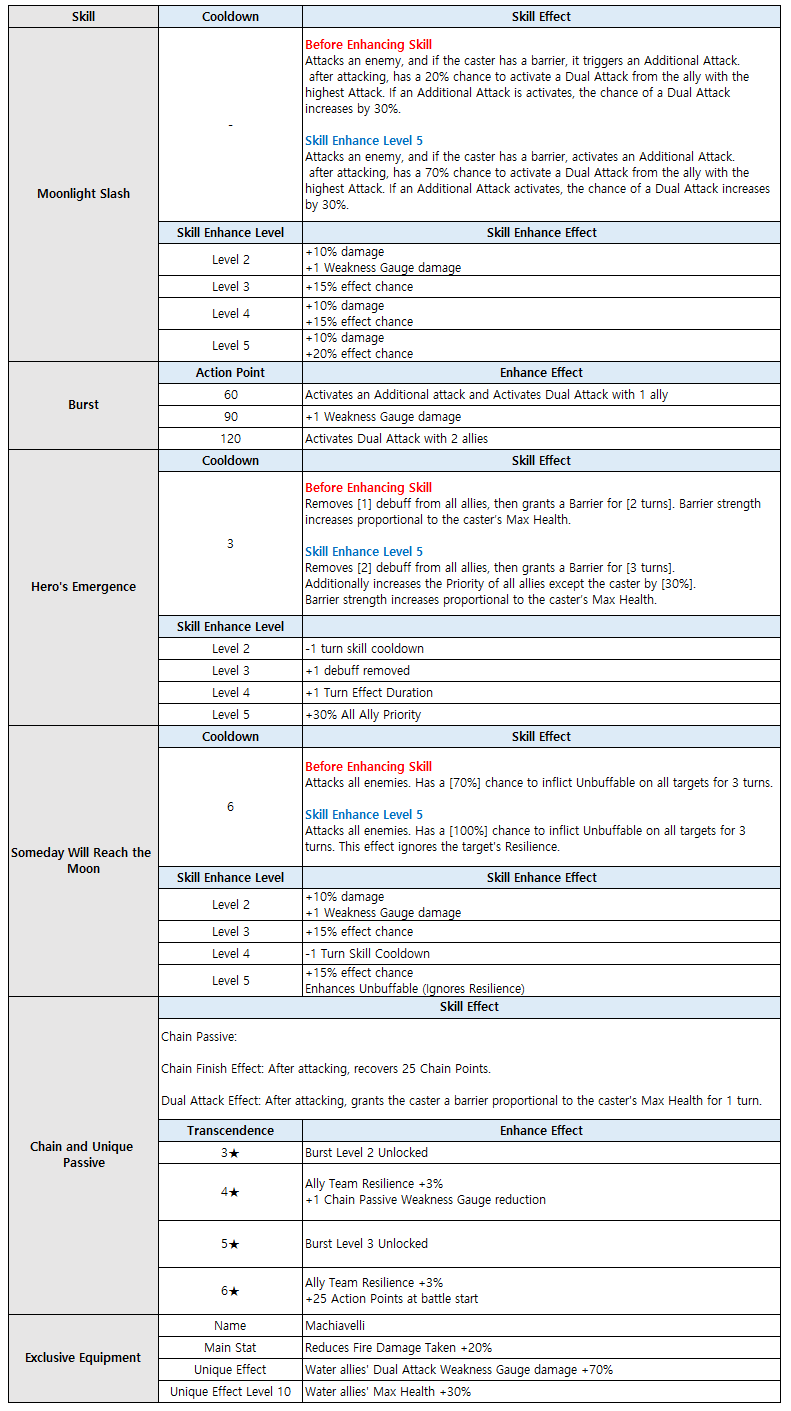 Skill Cooldown Skill Effect
Moonlight Slash
-
Before Enhancing Skill
Attacks an enemy, and if the caster has a barrier, it triggers an Additional Attack.
after attacking, has a 20% chance to activate a Dual Attack from the ally with the
highest Attack. If an Additional Attack is activates, the chance of a Dual Attack
increases by 30%.
Skill Enhance Level 5
Attacks an enemy, and if the caster has a barrier, activates an Additional Attack.
after attacking, has a 70% chance to activate a Dual Attack from the ally with the
highest Attack. If an Additional Attack activates, the chance of a Dual Attack increases
by 30%.
Skill Enhance Level Skill Enhance Effect
Level 2
+10% damage
+1 Weakness Gauge damage
Level 3 +15% effect chance
Level 4
+10% damage
+15% effect chance
Level 5
+10% damage
+20% effect chance
Burst
Action Point Enhance Effect
60 Activates an Additional attack and Activates Dual Attack with 1 ally
90 +1 Weakness Gauge damage
120 Activates Dual Attack with 2 allies
Hero's Emergence
Cooldown Skill Effect
3
Before Enhancing Skill
Removes [1] debuff from all allies, then grants a Barrier for [2 turns]. Barrier strength
increases proportional to the caster's Max Health.
Skill Enhance Level 5
Removes [2] debuff from all allies, then grants a Barrier for [3 turns].
Additionally increases the Priority of all allies except the caster by [30%].
Barrier strength increases proportional to the caster's Max Health.
Skill Enhance Level
Level 2 -1 turn skill cooldown
Level 3 +1 debuff removed
Level 4 +1 Turn Effect Duration
Level 5 +30% All Ally Priority
Someday Will Reach the
Moon
Cooldown Skill Effect
6
Before Enhancing Skill
Attacks all enemies. Has a [70%] chance to inflict Unbuffable on all targets for 3 turns.
Skill Enhance Level 5
Attacks all enemies. Has a [100%] chance to inflict Unbuffable on all targets for 3
turns. This effect ignores the target's Resilience.
Skill Enhance Level Skill Enhance Effect
Level 2
+10% damage
+1 Weakness Gauge damage
Level 3 +15% effect chance
Level 4 -1 Turn Skill Cooldown
Level 5
+15% effect chance
Enhances Unbuffable (Ignores Resilience)
Chain and Unique
Passive
Skill Effect
Chain Passive:
Chain Finish Effect: After attacking, recovers 25 Chain Points.
Dual Attack Effect: After attacking, grants the caster a barrier proportional to the caster's Max Health for 1 turn.
Transcendence Enhance Effect
3★ Burst Level 2 Unlocked
4★
Ally Team Resilience +3%
+1 Chain Passive Weakness Gauge reduction
5★ Burst Level 3 Unlocked
6★
Ally Team Resilience +3%
+25 Action Points at battle start
Exclusive Equipment
Name Machiavelli
Main Stat Reduces Fire Damage Taken +20%
Unique Effect Water allies' Dual Attack Weakness Gauge damage +70%
Unique Effect Level 10 Water allies' Max Health +30%